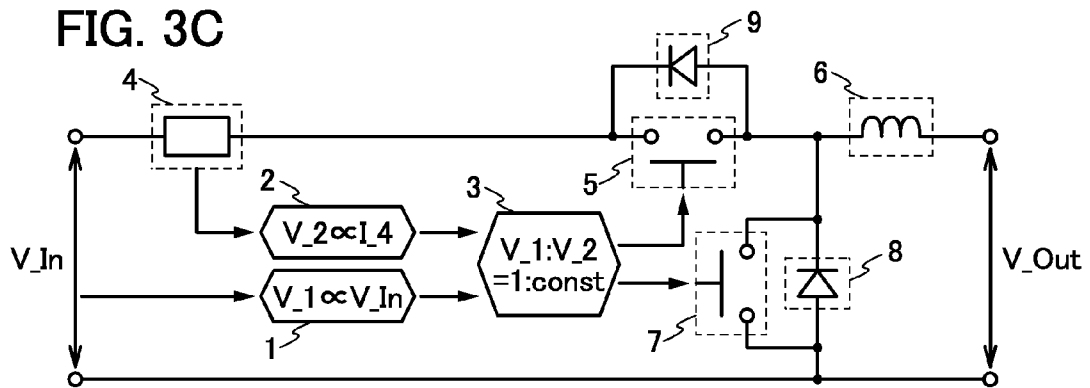 FIG. 3C
9
4
6
5
2
3
V_2∝I_4
V_1:V_2
=1:const
V_In
V_1∝V_In
8
V_Out
1
7